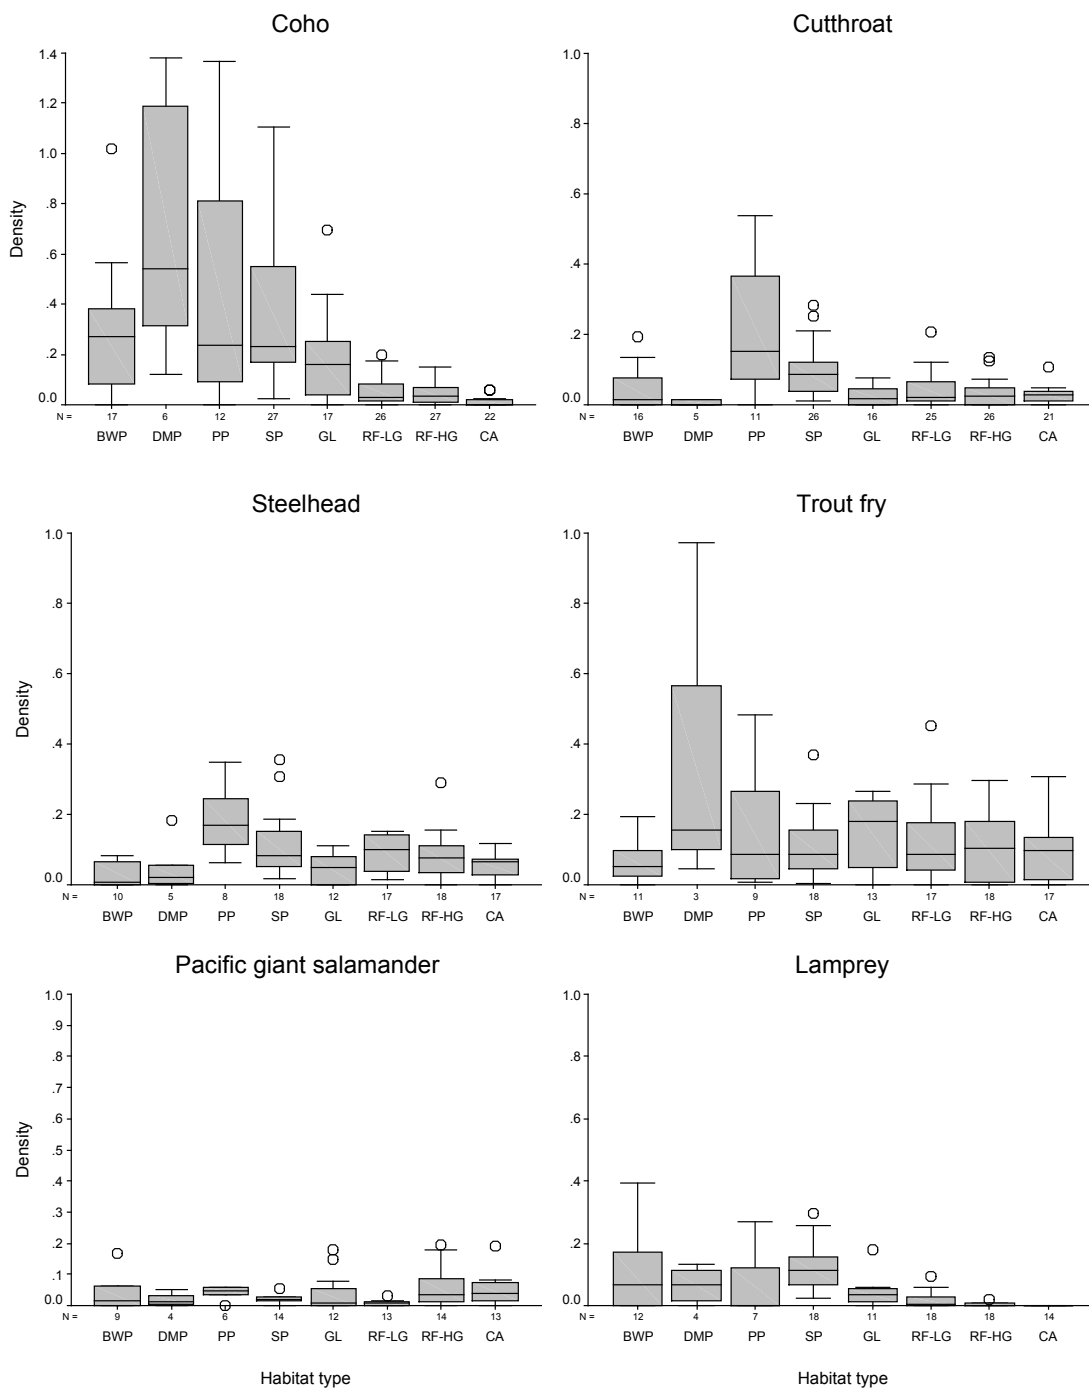 Coho
1.4
1.2
1.0
.8
.6
.4
.2
0.0
Density
N = 17 6 12 27 17 26 27 22
BWP DMP PP SP GL RF-LG RF-HG CA
Cutthroat
1.0
.8
.6
.4
.2
0.0
16 5 11 26 16 25 26 21
BWP DMP PP SP GL RF-LG RF-HG CA
Steelhead
1.0
.8
.6
.4
.2
0.0
Density
N = 10 5 8 18 12 17 18 17
BWP DMP PP SP GL RF-LG RF-HG CA
Trout fry
1.0
.8
.6
.4
.2
0.0
N = 11 3 9 18 13 17 18 17
BWP DMP PP SP GL RF-LG RF-HG CA
Pacific giant salamander
1.0
.9
.8
.7
.6
.5
.4
.3
.2
.1
0.0
Density
N = 9 4 6 14 12 13 14 13
BWP DMP PP SP GL RF-LG RF-HG CA
Habitat type
Lamprey
1.0
.8
.6
.4
.2
0.0
N = 12 4 7 18 11 18 18 14
BWP DMP PP SP GL RF-LG RF-HG CA
Habitat type